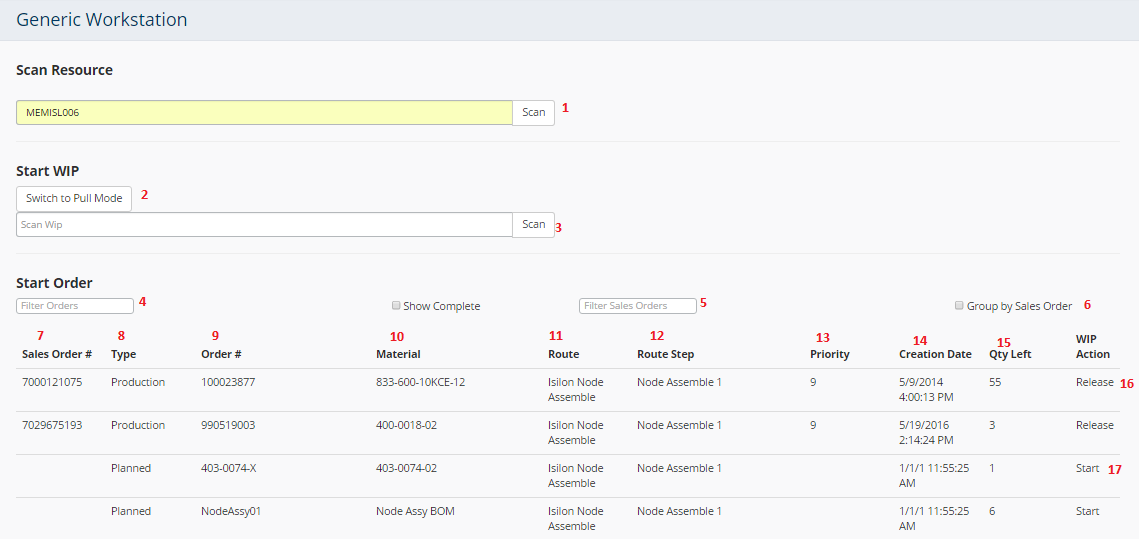 Generic Workstation
Scan Resource
MEMISL006 Scan 1
Start WIP
Switch to Pull Mode 2
Scan Wip Scan 3
Start Order
Filter Orders 4 Show Complete Filter Sales Orders 5 Group by Sales Order 6
7 8 9 10 11 12 13 14 15 WIP
Sales Order # Type Order # Material Route Route Step Priority Creation Date Qty Left Action
7000121075 Production 100023877 833-600-10KCE-12 Isilon Node Node Assemble 1 9 5/9/2014 55 Release 16
Assemble 4:00:13 PM
7029675193 Production 990519003 400-0018-02 Isilon Node Node Assemble 1 9 5/19/2016 3 Release
Assemble 2:14:24 PM
Planned 403-0074-X 403-0074-02 Isilon Node Node Assemble 1 1/1/1 11:55:25 1 Start 17
Assemble AM
Planned NodeAssy01 Node Assy BOM Isilon Node Node Assemble 1 1/1/1 11:55:25 6 Start
Assemble AM